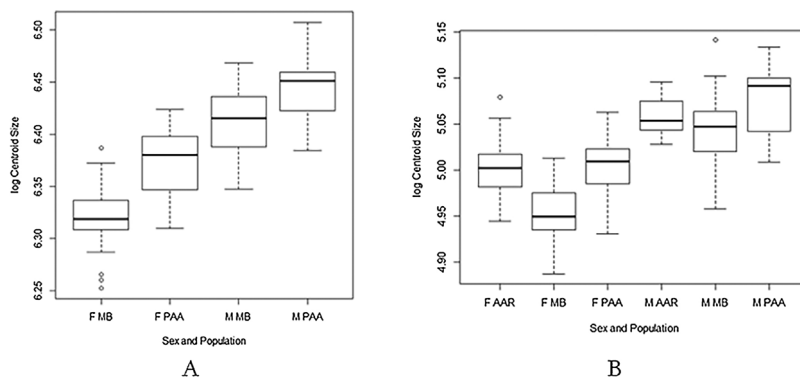 log Centroid Size
6.50
6.45
6.40
6.35
6.30
6.25
F MB F PAA M MB M PAA
Sex and Population
A
log Centroid Size
5.15
5.10
5.05
5.00
4.95
4.90
F AAR F MB F PAA M AAR M MB M PAA
Sex and Population
B